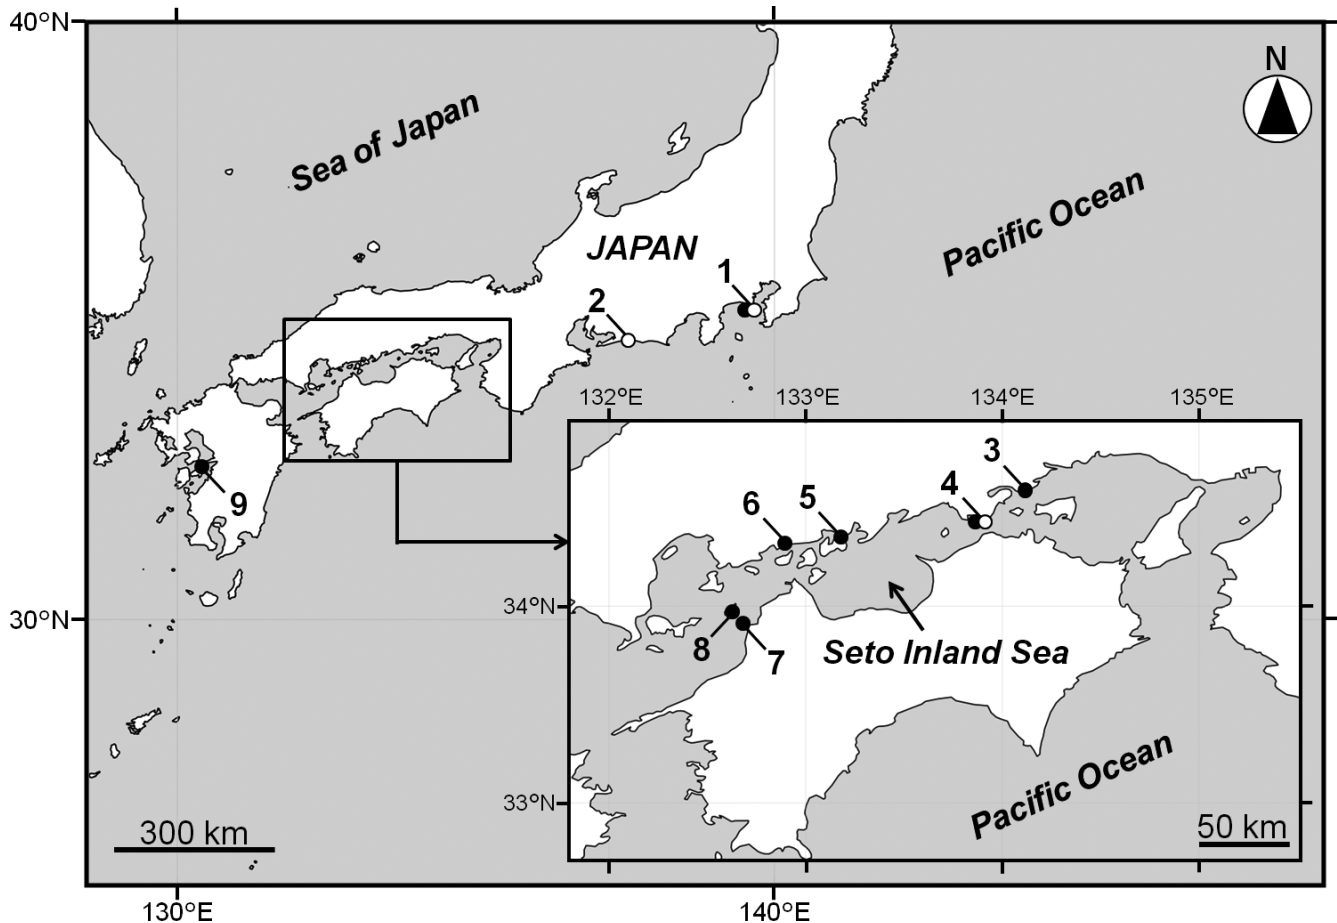 40°N
N
Sea of Japan
Pacific Ocean
JAPAN
1
2
132°E
133°E
134°E
135°E
3
4
5
6
9
34°N
30°N
8
7
Seto Inland Sea
Pacific Ocean
33°N
300 km
50 km
130°E
140°E